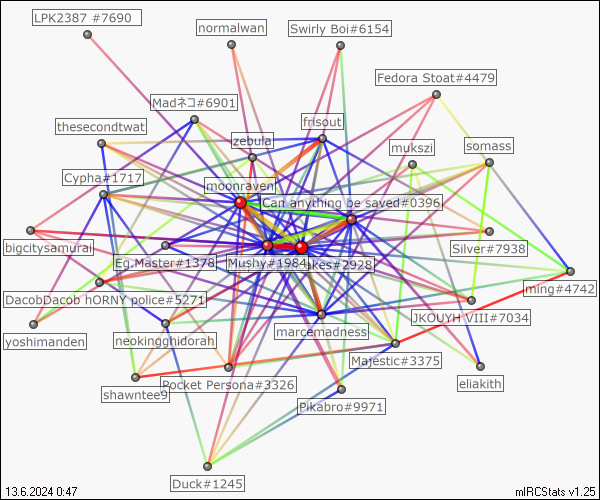 LPK2387 #7690
normalwan
Swirly Boi#6154
Fedora Stoat#4479
Madネコ#6901
frisout
thesecondtwat
zebula
mukszi
somass
Cypha#1717
moonraven
Can anything be saved#0396
bigcitysamurai
Eg.Master#1378
Mushy#1984
akes#2928
Silver#7938
DacobDacob hORNY police#5271
ming#4742
JKOUYH VIII#7034
yoshimanden
neokingghidorah
marcemadness
Majestic#3375
shawntee9
Pocket Persona#3326
eliakith
Pikabro#9971
Duck#1245
13.6.2024 0:47
mIRCStats v1.25